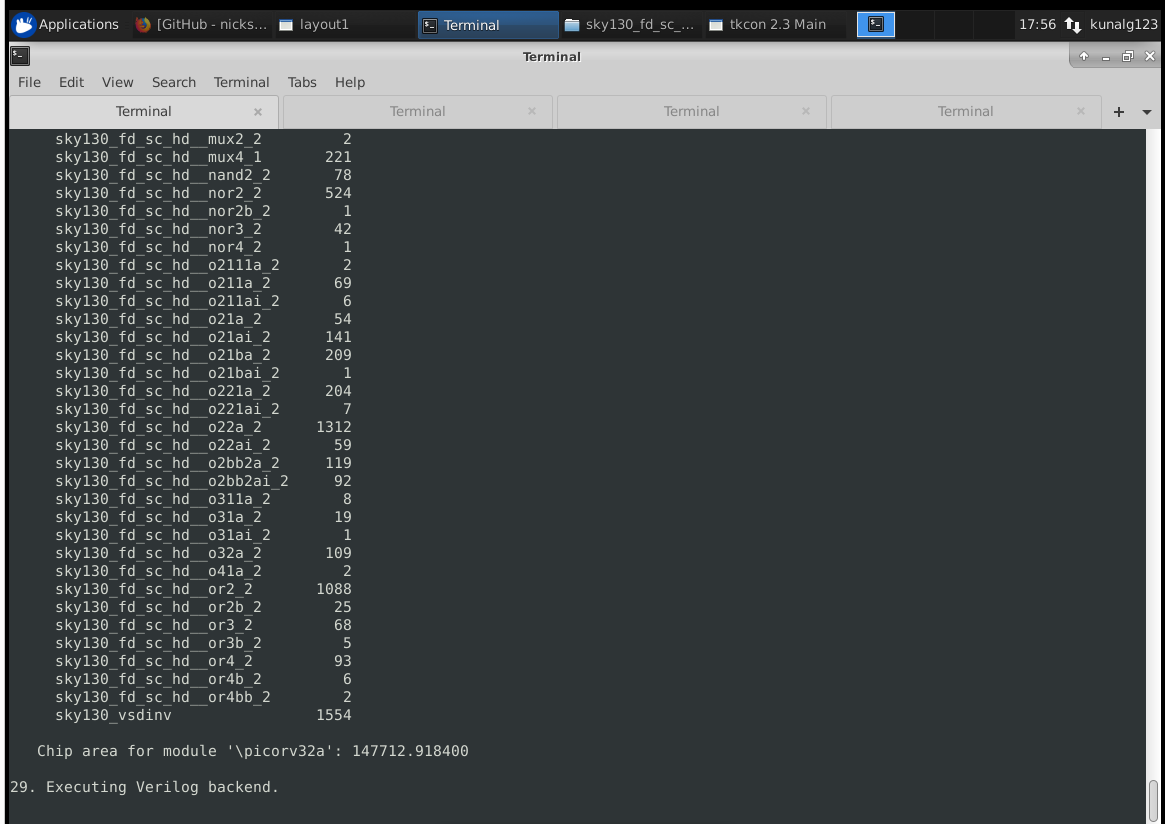 Applications [GitHub - nicks... layout1 Terminal sky130_fd_sc_... tkcon 2.3 Main 17:56 kunalg123
Terminal
File Edit View Search Terminal Tabs Help
Terminal Terminal Terminal Terminal
sky130_fd_sc_hd__mux2_2 2
sky130_fd_sc_hd__mux4_1 221
sky130_fd_sc_hd__nand2_2 78
sky130_fd_sc_hd__nor2_2 524
sky130_fd_sc_hd__nor2b_2 1
sky130_fd_sc_hd__nor3_2 42
sky130_fd_sc_hd__nor4_2 1
sky130_fd_sc_hd__o2111a_2 2
sky130_fd_sc_hd__o211a_2 69
sky130_fd_sc_hd__o211ai_2 6
sky130_fd_sc_hd__o21a_2 54
sky130_fd_sc_hd__o21ai_2 141
sky130_fd_sc_hd__o21ba_2 209
sky130_fd_sc_hd__o21bai_2 1
sky130_fd_sc_hd__o221a_2 204
sky130_fd_sc_hd__o221ai_2 7
sky130_fd_sc_hd__o22a_2 1312
sky130_fd_sc_hd__o22ai_2 59
sky130_fd_sc_hd__o2bb2a_2 119
sky130_fd_sc_hd__o2bb2ai_2 92
sky130_fd_sc_hd__o311a_2 8
sky130_fd_sc_hd__o31a_2 19
sky130_fd_sc_hd__o31ai_2 1
sky130_fd_sc_hd__o32a_2 109
sky130_fd_sc_hd__o41a_2 2
sky130_fd_sc_hd__or2_2 1088
sky130_fd_sc_hd__or2b_2 25
sky130_fd_sc_hd__or3_2 68
sky130_fd_sc_hd__or3b_2 5
sky130_fd_sc_hd__or4_2 93
sky130_fd_sc_hd__or4b_2 6
sky130_fd_sc_hd__or4bb_2 2
sky130_vsdinv 1554
Chip area for module '\picorv32a': 147712.918400
29. Executing Verilog backend.